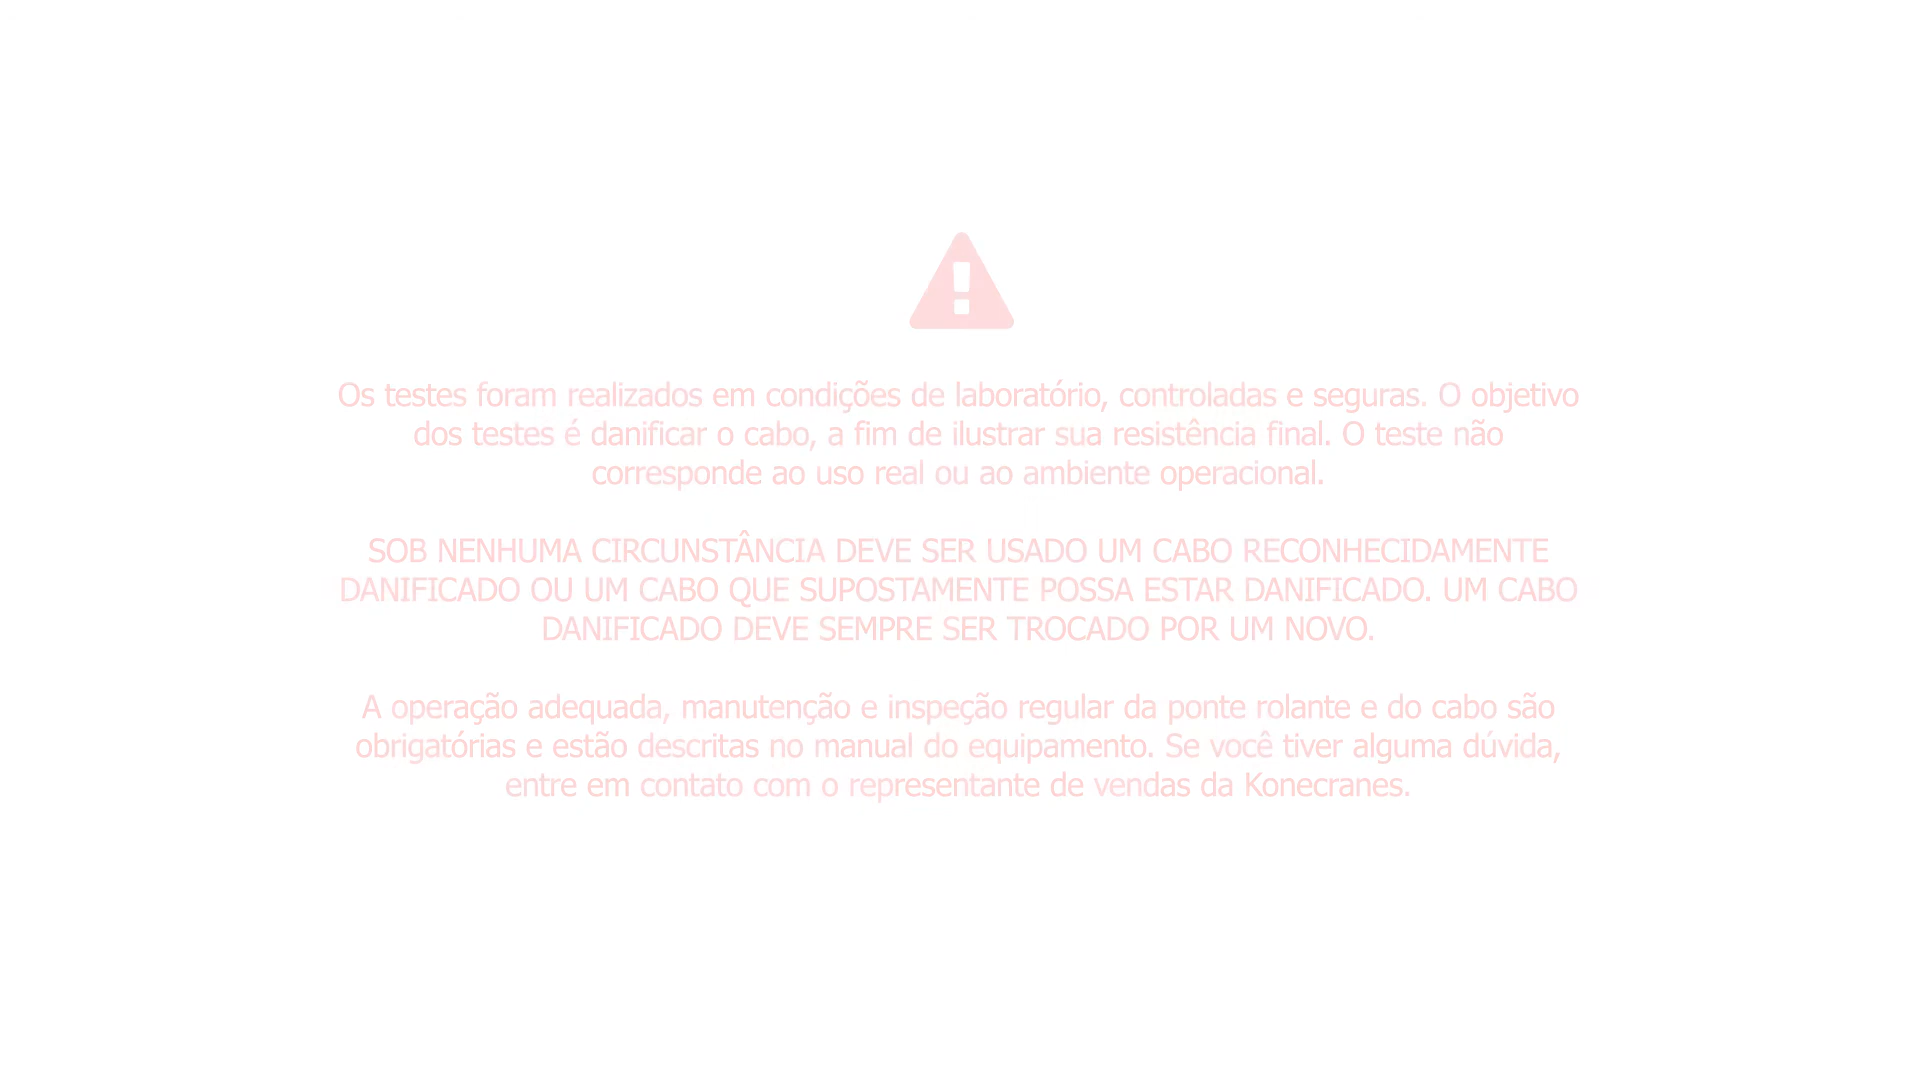 Os testes foram realizados em condições de laboratório, controladas e seguras. O objetivo
dos testes é danificar o cabo, a fim de ilustrar sua resistência final. O teste não
corresponde ao uso real ou ao ambiente operacional.
SOB NENHUMA CIRCUNSTÂNCIA DEVE SER USADO UM CABO RECONHECIDAMENTE
DANIFICADO OU UM CABO QUE SUPOSTAMENTE POSSA ESTAR DANIFICADO. UM CABO
DANIFICADO DEVE SEMPRE SER TROCADO POR UM NOVO.
A operação adequada, manutenção e inspeção regular da ponte rolante e do cabo são
obrigatórias e estão descritas no manual do equipamento. Se você tiver alguma dúvida,
entre em contato com o representante de vendas da Konecranes.